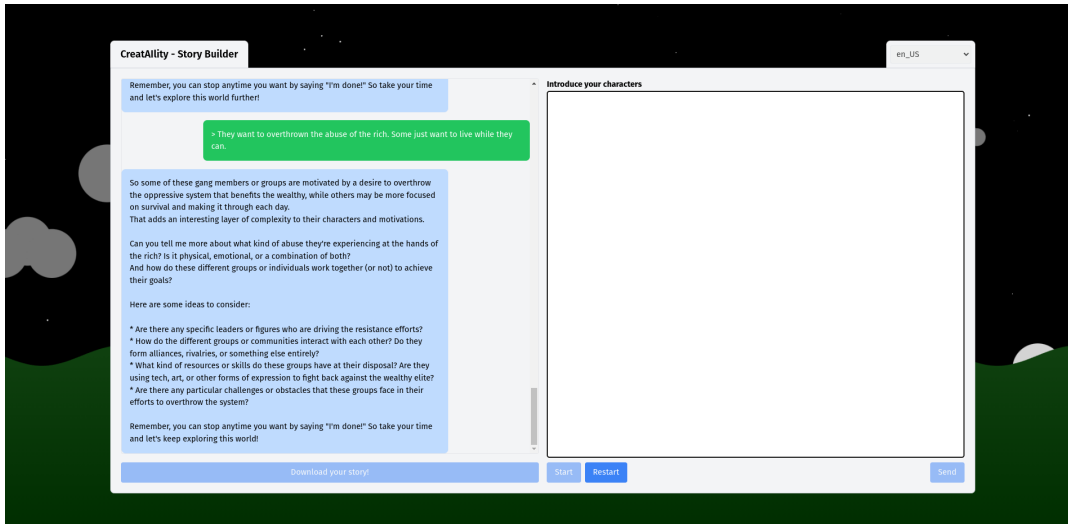 CreatAIlity - Story Builder
en_US
Remember, you can stop anytime you want by saying "I'm done!" So take your time
and let's explore this world further!
> They want to overthrown the abuse of the rich. Some just want to live while they
can.
So some of these gang members or groups are motivated by a desire to overthrow
the oppressive system that benefits the wealthy, while others may be more focused
on survival and making it through each day.
That adds an interesting layer of complexity to their characters and motivations.
Can you tell me more about what kind of abuse they're experiencing at the hands of
the rich? Is it physical, emotional, or a combination of both?
And how do these different groups or individuals work together (or not) to achieve
their goals?
Here are some ideas to consider:
* Are there any specific leaders or figures who are driving the resistance efforts?
* How do the different groups or communities interact with each other? Do they
form alliances, rivalries, or something else entirely?
* What kind of resources or skills do these groups have at their disposal? Are they
using tech, art, or other forms of expression to fight back against the wealthy elite?
* Are there any particular challenges or obstacles that these groups face in their
efforts to overthrow the system?
Remember, you can stop anytime you want by saying "I'm done!" So take your time
and let's keep exploring this world!
Download your story!
Introduce your characters
Start
Restart
Send